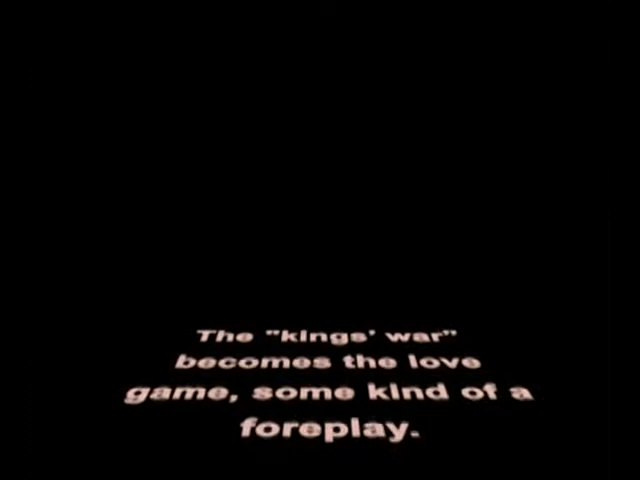 The "kings' war"
becomes the love
game, some kind of a
foreplay.